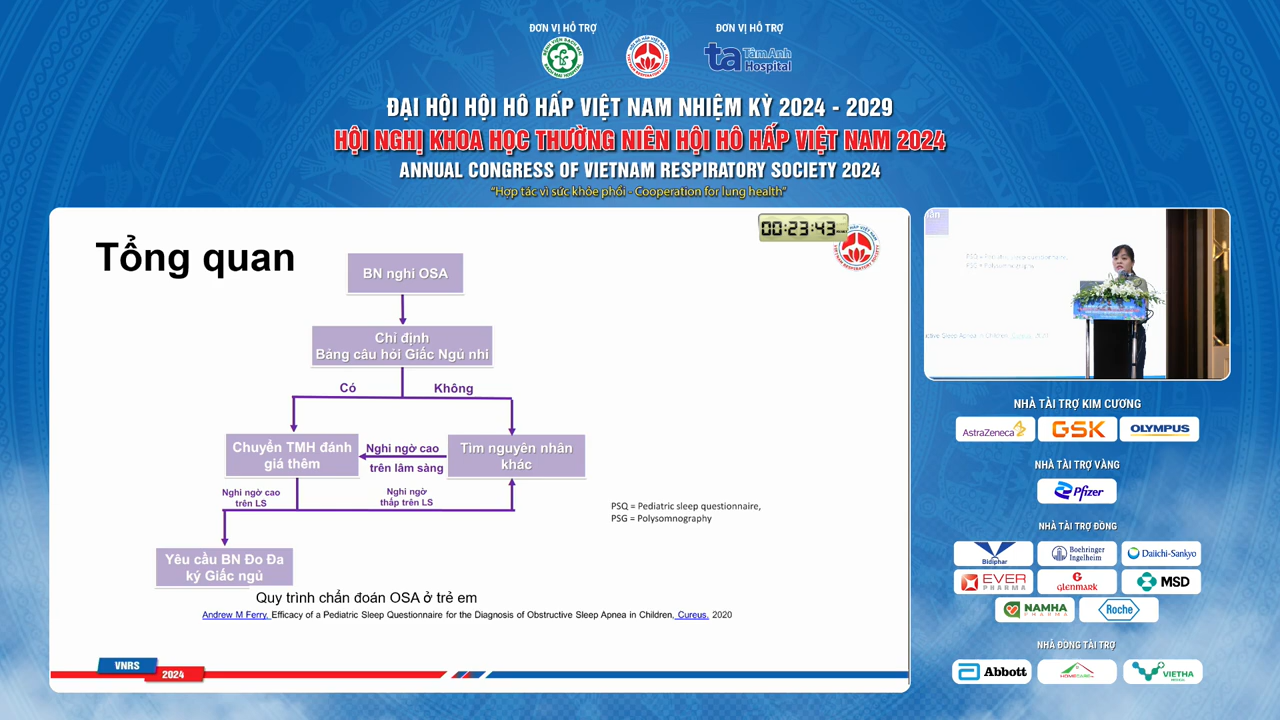 ĐƠN VỊ HỖ TRỢ
ĐƠN VỊ HỖ TRỢ
TâmAnh
Hospital
ĐẠI HỘI HỘI HÔ HẤP VIỆT NAM NHIỆM KỲ 2024 - 2029
HỘI NGHỊ KHOA HỌC THƯỜNG NIÊN HỘI HÔ HẤP VIỆT NAM 2024
ANNUAL CONGRESS OF VIETNAM RESPIRATORY SOCIETY 2024
"Hợp tác vì sức khỏe phổi - Cooperation for lung health"
Tổng quan
00:23:43
BN nghi OSA
Chỉ định
Bảng câu hỏi Giấc Ngủ nhi
Có
Không
Chuyển TMH đánh
giá thêm
Nghi ngờ cao
trên lâm sàng
Tìm nguyên nhân
khác
Nghi ngờ cao
trên LS
Nghi ngờ
thấp trên LS
Yêu cầu BN Đo Đa
ký Giấc ngủ
PSQ = Pediatric sleep questionnaire,
PSG = Polysomnography
Quy trình chẩn đoán OSA ở trẻ em
Andrew M Ferry, Efficacy of a Pediatric Sleep Questionnaire for the Diagnosis of Obstructive Sleep Apnea in Children, Cureus, 2020
VNRS
2024
NHÀ TÀI TRỢ KIM CƯƠNG
AstraZeneca
GSK
OLYMPUS
NHÀ TÀI TRỢ VÀNG
Pfizer
NHÀ TÀI TRỢ ĐỒNG
Bidiphar
Boehringer
Ingelheim
Daiichi-Sankyo
EVER
PHARMA
GLENMARK
MSD
NAMHA
PHARMA
Roche
NHÀ ĐỒNG TÀI TRỢ
Abbott
HOMECARE
VIETHA